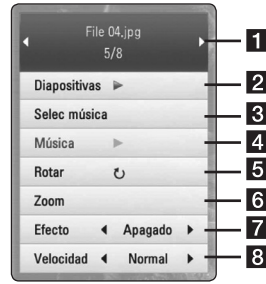 File 04.jpg
5/8
1
Diapositivas
2
Selec música
3
Música
4
Rotar
5
Zoom
6
Efecto Apagado
7
Velocidad Normal
8